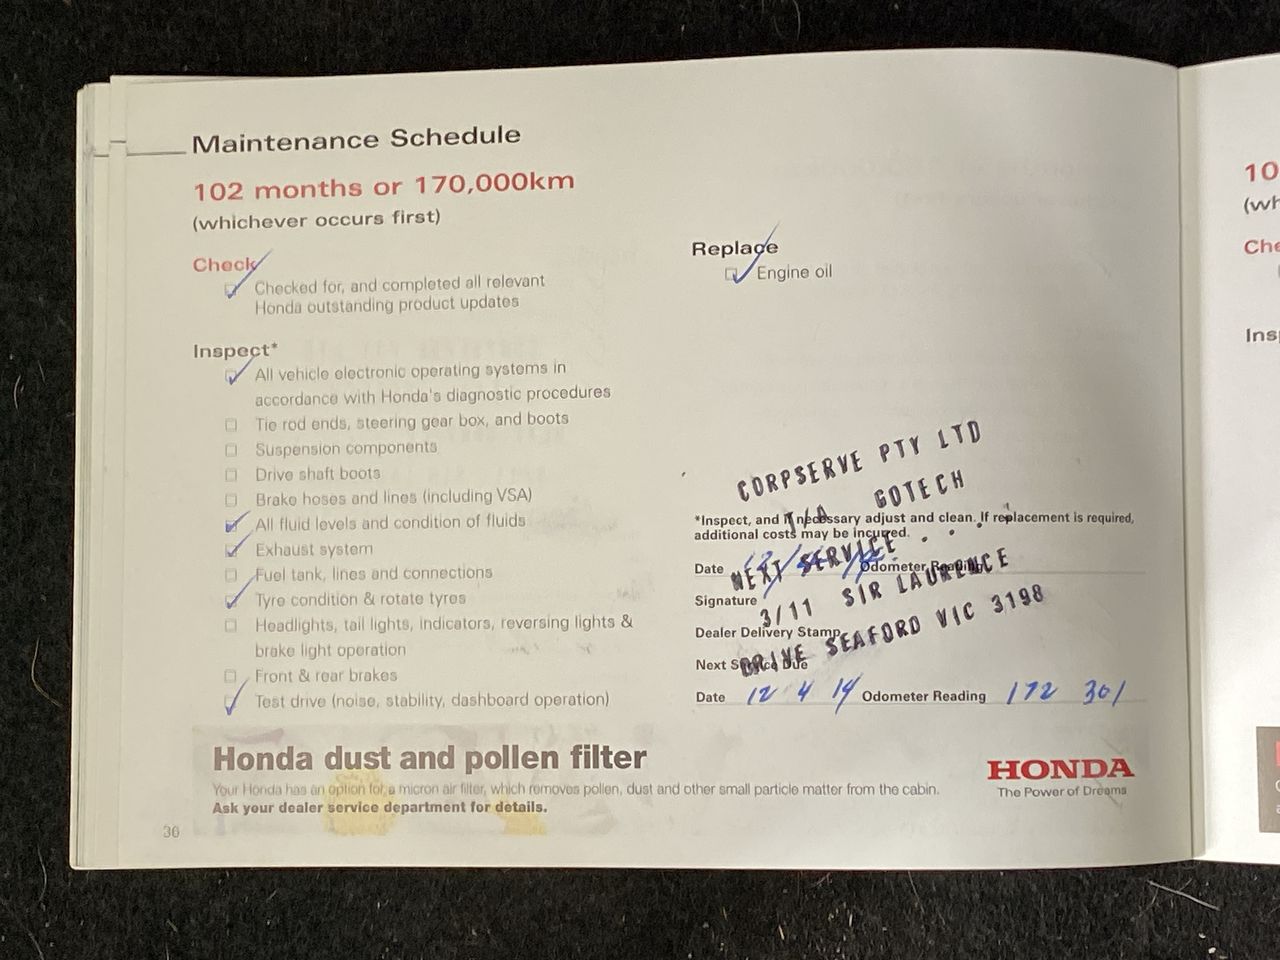 Maintenance Schedule
102 months or 170,000km
(whichever occurs first)
Check
Checked for, and completed all relevant
Honda outstanding product updates
Inspect*
All vehicle electronic operating systems in
accordance with Honda's diagnostic procedures
Tie rod ends, steering gear box, and boots
Suspension components
Drive shaft boots
Brake hoses and lines (including VSA)
All fluid levels and condition of fluids
Exhaust system
Fuel tank, lines and connections
Tyre condition & rotate tyres
Headlights, tail lights, indicators, reversing lights &
brake light operation
Front & rear brakes
Test drive (noise, stability, dashboard operation)
Replace
Engine oil
CORPSERVE PTY LTD
T/A GOTECH
*Inspect, and if necessary adjust and clean. If replacement is required,
additional costs may be incurred.
NEXT SERVICE . . .
Date Odometer Reading
3/11 SIR LAURENCE
Signature
DRIVE SEAFORD VIC 3198
Dealer Delivery Stamp
Next Service Due
Date 12 4 14 Odometer Reading 172 301
Honda dust and pollen filter
Your Honda has an option for a micron air filter, which removes pollen, dust and other small particle matter from the cabin.
Ask your dealer service department for details.
HONDA
The Power of Dreams
36
10
(wh
Che
Ins